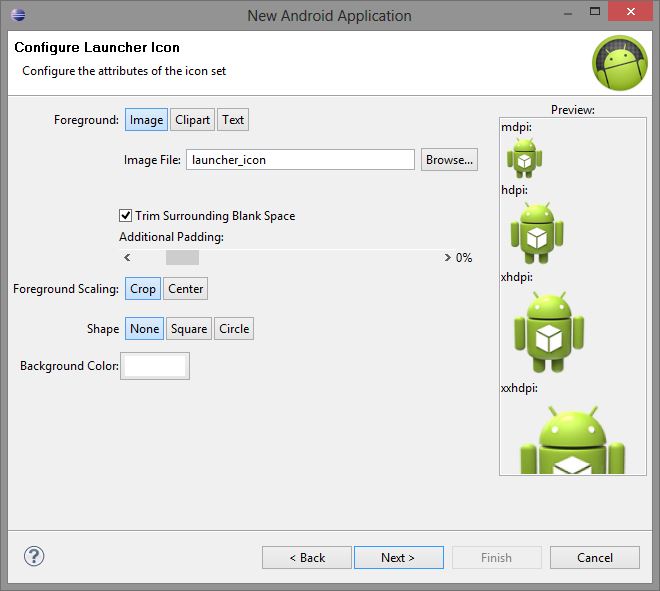 New Android Application
Configure Launcher Icon
Configure the attributes of the icon set
Foreground: Image Clipart Text
Image File: launcher_icon Browse...
Trim Surrounding Blank Space
Additional Padding:
< > 0%
Foreground Scaling: Crop Center
Shape None Square Circle
Background Color:
Preview:
mdpi:
hdpi:
xhdpi:
xxhdpi:
? < Back Next > Finish Cancel